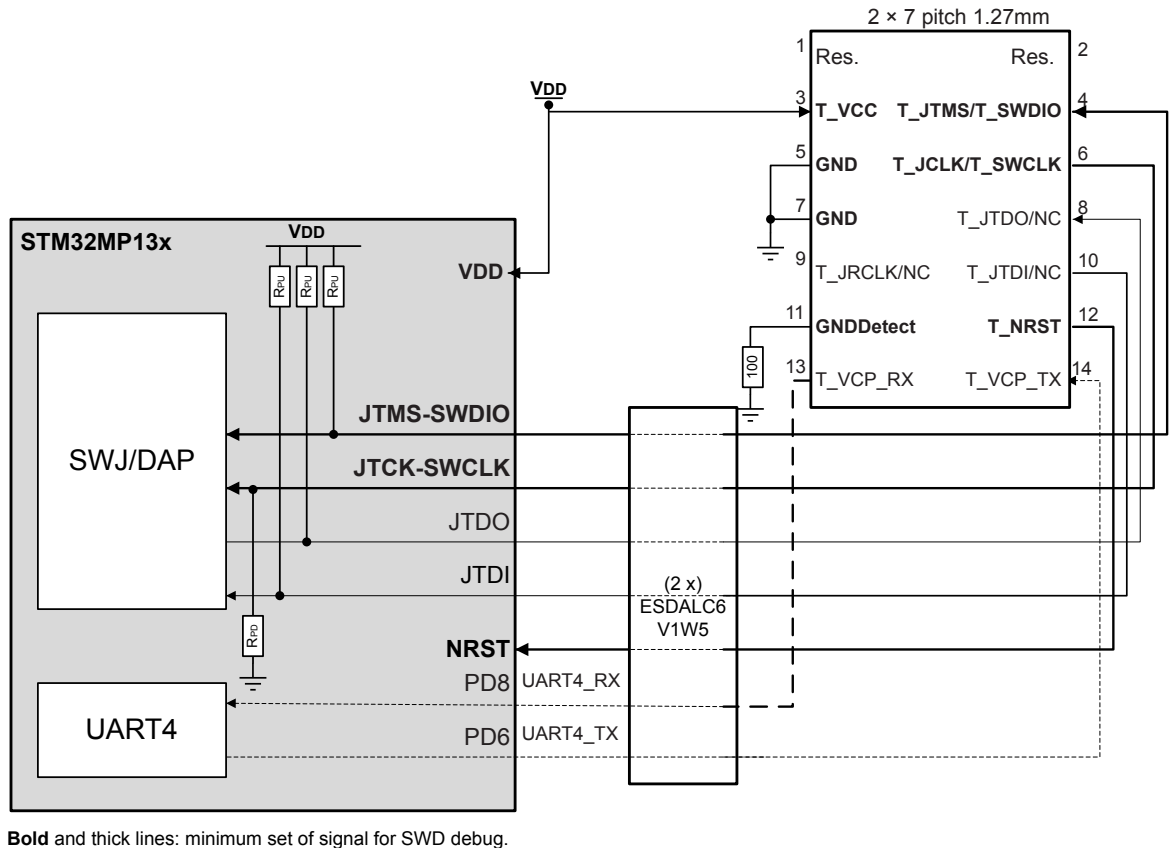 2 × 7 pitch 1.27mm
1 Res. Res. 2
VDD
3 T_VCC T_JTMS/T_SWDIO 4
5 GND T_JCLK/T_SWCLK 6
7 GND T_JTDO/NC 8
9 T_JRCLK/NC T_JTDI/NC 10
11 GNDDetect T_NRST 12
13 T_VCP_RX T_VCP_TX 14
100
STM32MP13x
VDD
VDD
RPU RPU RPU
SWJ/DAP
JTMS-SWDIO
JTCK-SWCLK
JTDO
JTDI
RPD
NRST
(2 x)
ESDALC6
V1W5
PD8 UART4_RX
UART4
PD6 UART4_TX
Bold and thick lines: minimum set of signal for SWD debug.